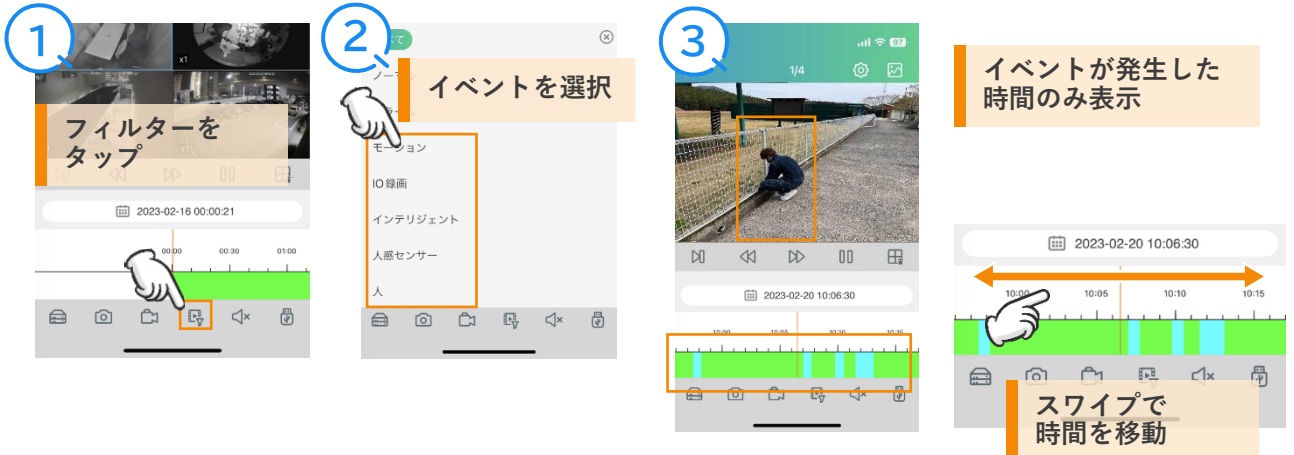 1
x1
フィルターを
タップ
2023-02-16 00:00:21
00:00 00:30 01:00
2
イベントを選択
モーション
IO 録画
インテリジェント
人感センサー
人
3
97
1/4
2023-02-20 10:06:30
10:00 10:05 10:10 10:15
イベントが発生した
時間のみ表示
2023-02-20 10:06:30
10:00 10:05 10:10 10:15
スワイプで
時間を移動